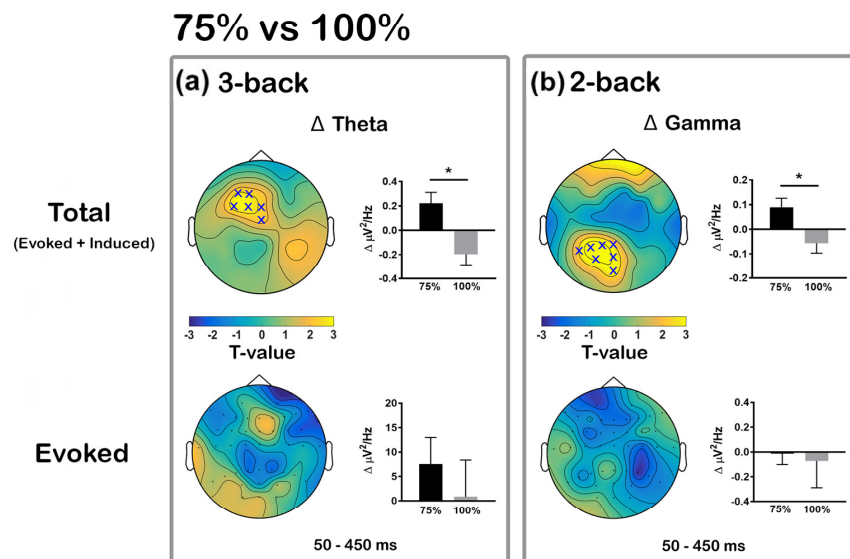 75% vs 100%
(a) 3-back
Δ Theta
(b) 2-back
Δ Gamma
Total
(Evoked + Induced)
Δ μV²/Hz
0.4
0.2
0.0
-0.2
-0.4
*
75% 100%
Δ μV²/Hz
0.2
0.1
0.0
-0.1
-0.2
*
75% 100%
-3 -2 -1 0 1 2 3
T-value
-3 -2 -1 0 1 2 3
T-value
Evoked
Δ μV²/Hz
20
15
10
5
0
75% 100%
50 - 450 ms
Δ μV²/Hz
0.4
0.2
0.0
-0.2
-0.4
75% 100%
50 - 450 ms